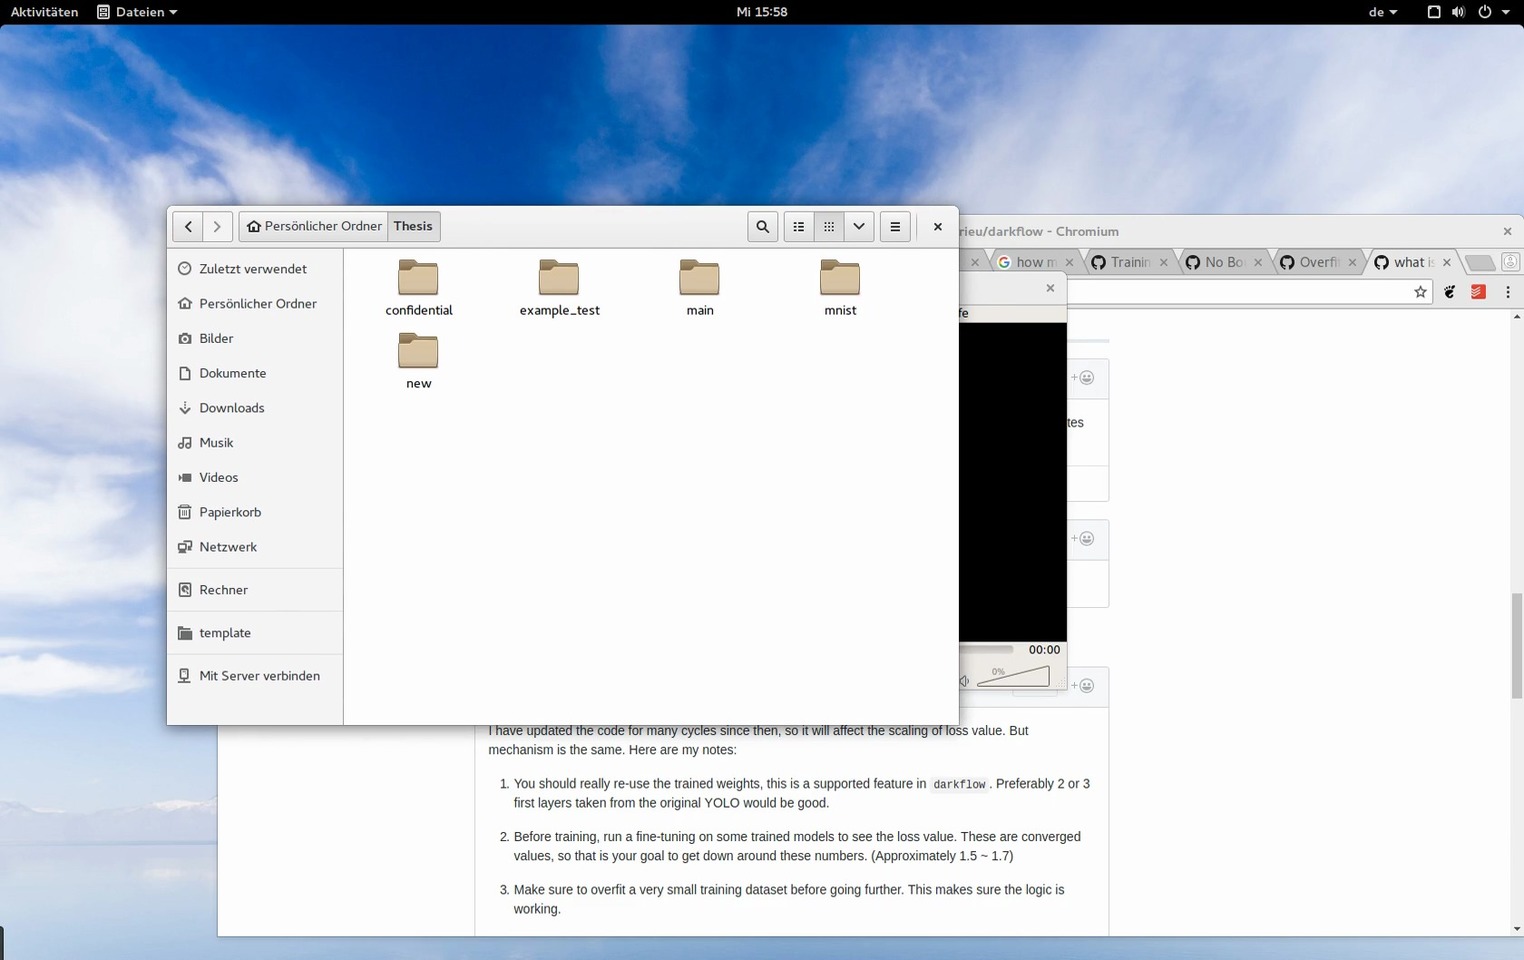 Aktivitäten Dateien Mi 15:58 de
Persönlicher Ordner Thesis
rieu/darkflow - Chromium
how m Trainin No Bo Overfi what is
Zuletzt verwendet
Persönlicher Ordner
Bilder
Dokumente
Downloads
Musik
Videos
Papierkorb
Netzwerk
Rechner
template
Mit Server verbinden
confidential example_test main mnist
new
fe
tes
00:00
0%
I have updated the code for many cycles since then, so it will affect the scaling of loss value. But
mechanism is the same. Here are my notes:
1. You should really re-use the trained weights, this is a supported feature in darkflow. Preferably 2 or 3
first layers taken from the original YOLO would be good.
2. Before training, run a fine-tuning on some trained models to see the loss value. These are converged
values, so that is your goal to get down around these numbers. (Approximately 1.5 ~ 1.7)
3. Make sure to overfit a very small training dataset before going further. This makes sure the logic is
working.